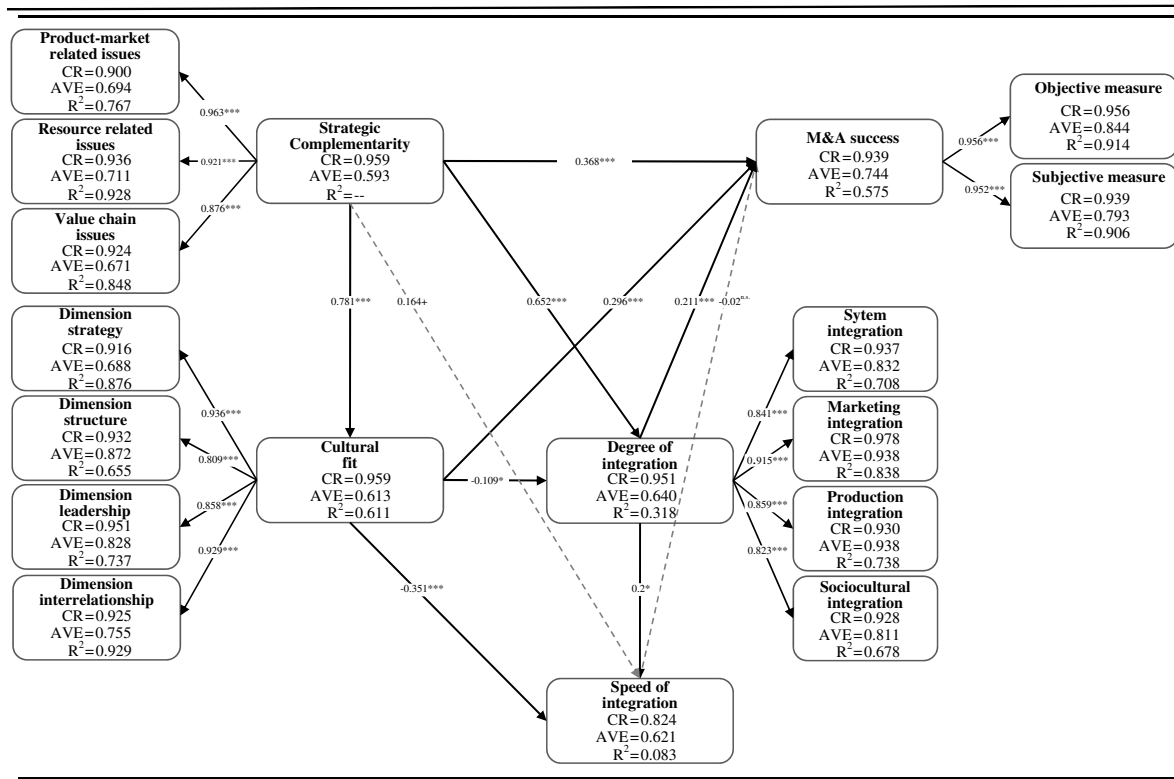 Product-market
related issues
CR=0.900
AVE=0.694
R²=0.767
0.963***
Resource related
issues
CR=0.936
AVE=0.711
R²=0.928
0.921***
Value chain
issues
CR=0.924
AVE=0.671
R²=0.848
0.876***
Strategic
Complementarity
CR=0.959
AVE=0.593
R²=--
0.368***
M&A success
CR=0.939
AVE=0.744
R²=0.575
0.956***
0.952***
Objective measure
CR=0.956
AVE=0.844
R²=0.914
Subjective measure
CR=0.939
AVE=0.793
R²=0.906
0.781***
0.164+
0.652***
0.296***
0.211***
-0.02ⁿ·ˢ·
Dimension
strategy
CR=0.916
AVE=0.688
R²=0.876
0.936***
Dimension
structure
CR=0.932
AVE=0.872
R²=0.655
0.809***
Dimension
leadership
CR=0.951
AVE=0.828
R²=0.737
0.858***
Dimension
interrelationship
CR=0.925
AVE=0.755
R²=0.929
0.929***
Cultural
fit
CR=0.959
AVE=0.613
R²=0.611
-0.109*
Degree of
integration
CR=0.951
AVE=0.640
R²=0.318
0.841***
0.915***
0.859***
0.823***
Sytem
integration
CR=0.937
AVE=0.832
R²=0.708
Marketing
integration
CR=0.978
AVE=0.938
R²=0.838
Production
integration
CR=0.930
AVE=0.938
R²=0.738
Sociocultural
integration
CR=0.928
AVE=0.811
R²=0.678
-0.351***
0.2*
Speed of
integration
CR=0.824
AVE=0.621
R²=0.083